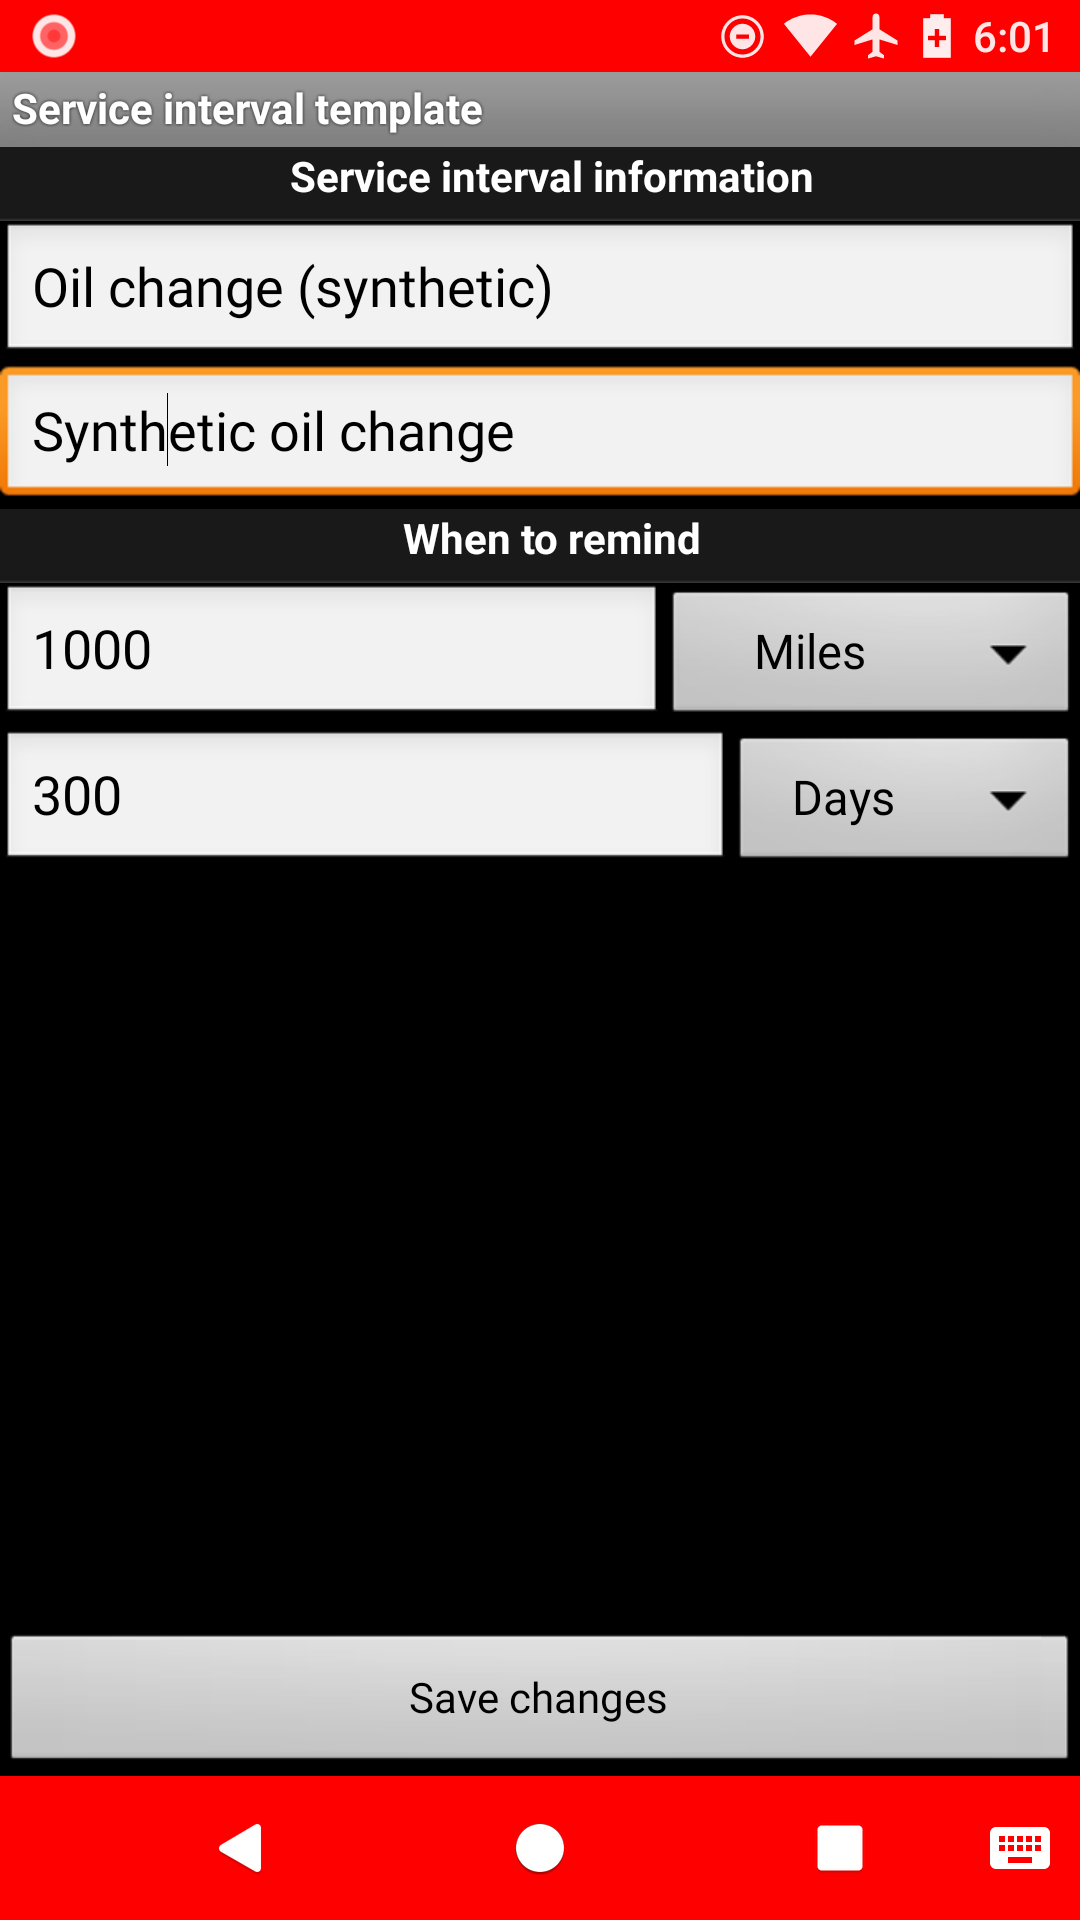 6:01
Service interval template
Service interval information
Oil change (synthetic)
Synthetic oil change
When to remind
1000
Miles
300
Days
Save changes